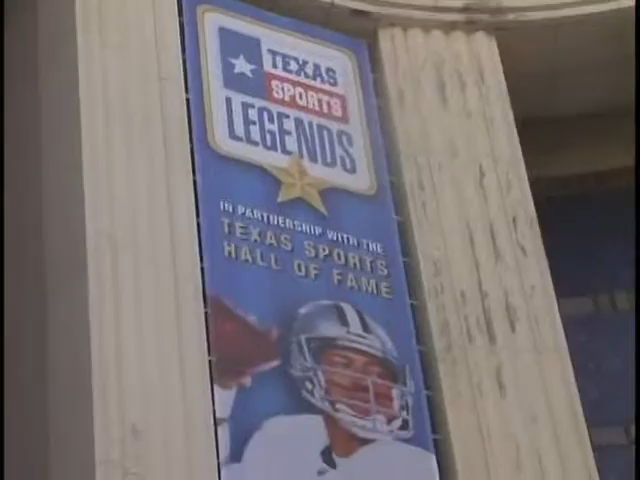 TEXAS
SPORTS
LEGENDS
IN PARTNERSHIP WITH THE
TEXAS SPORTS
HALL OF FAME